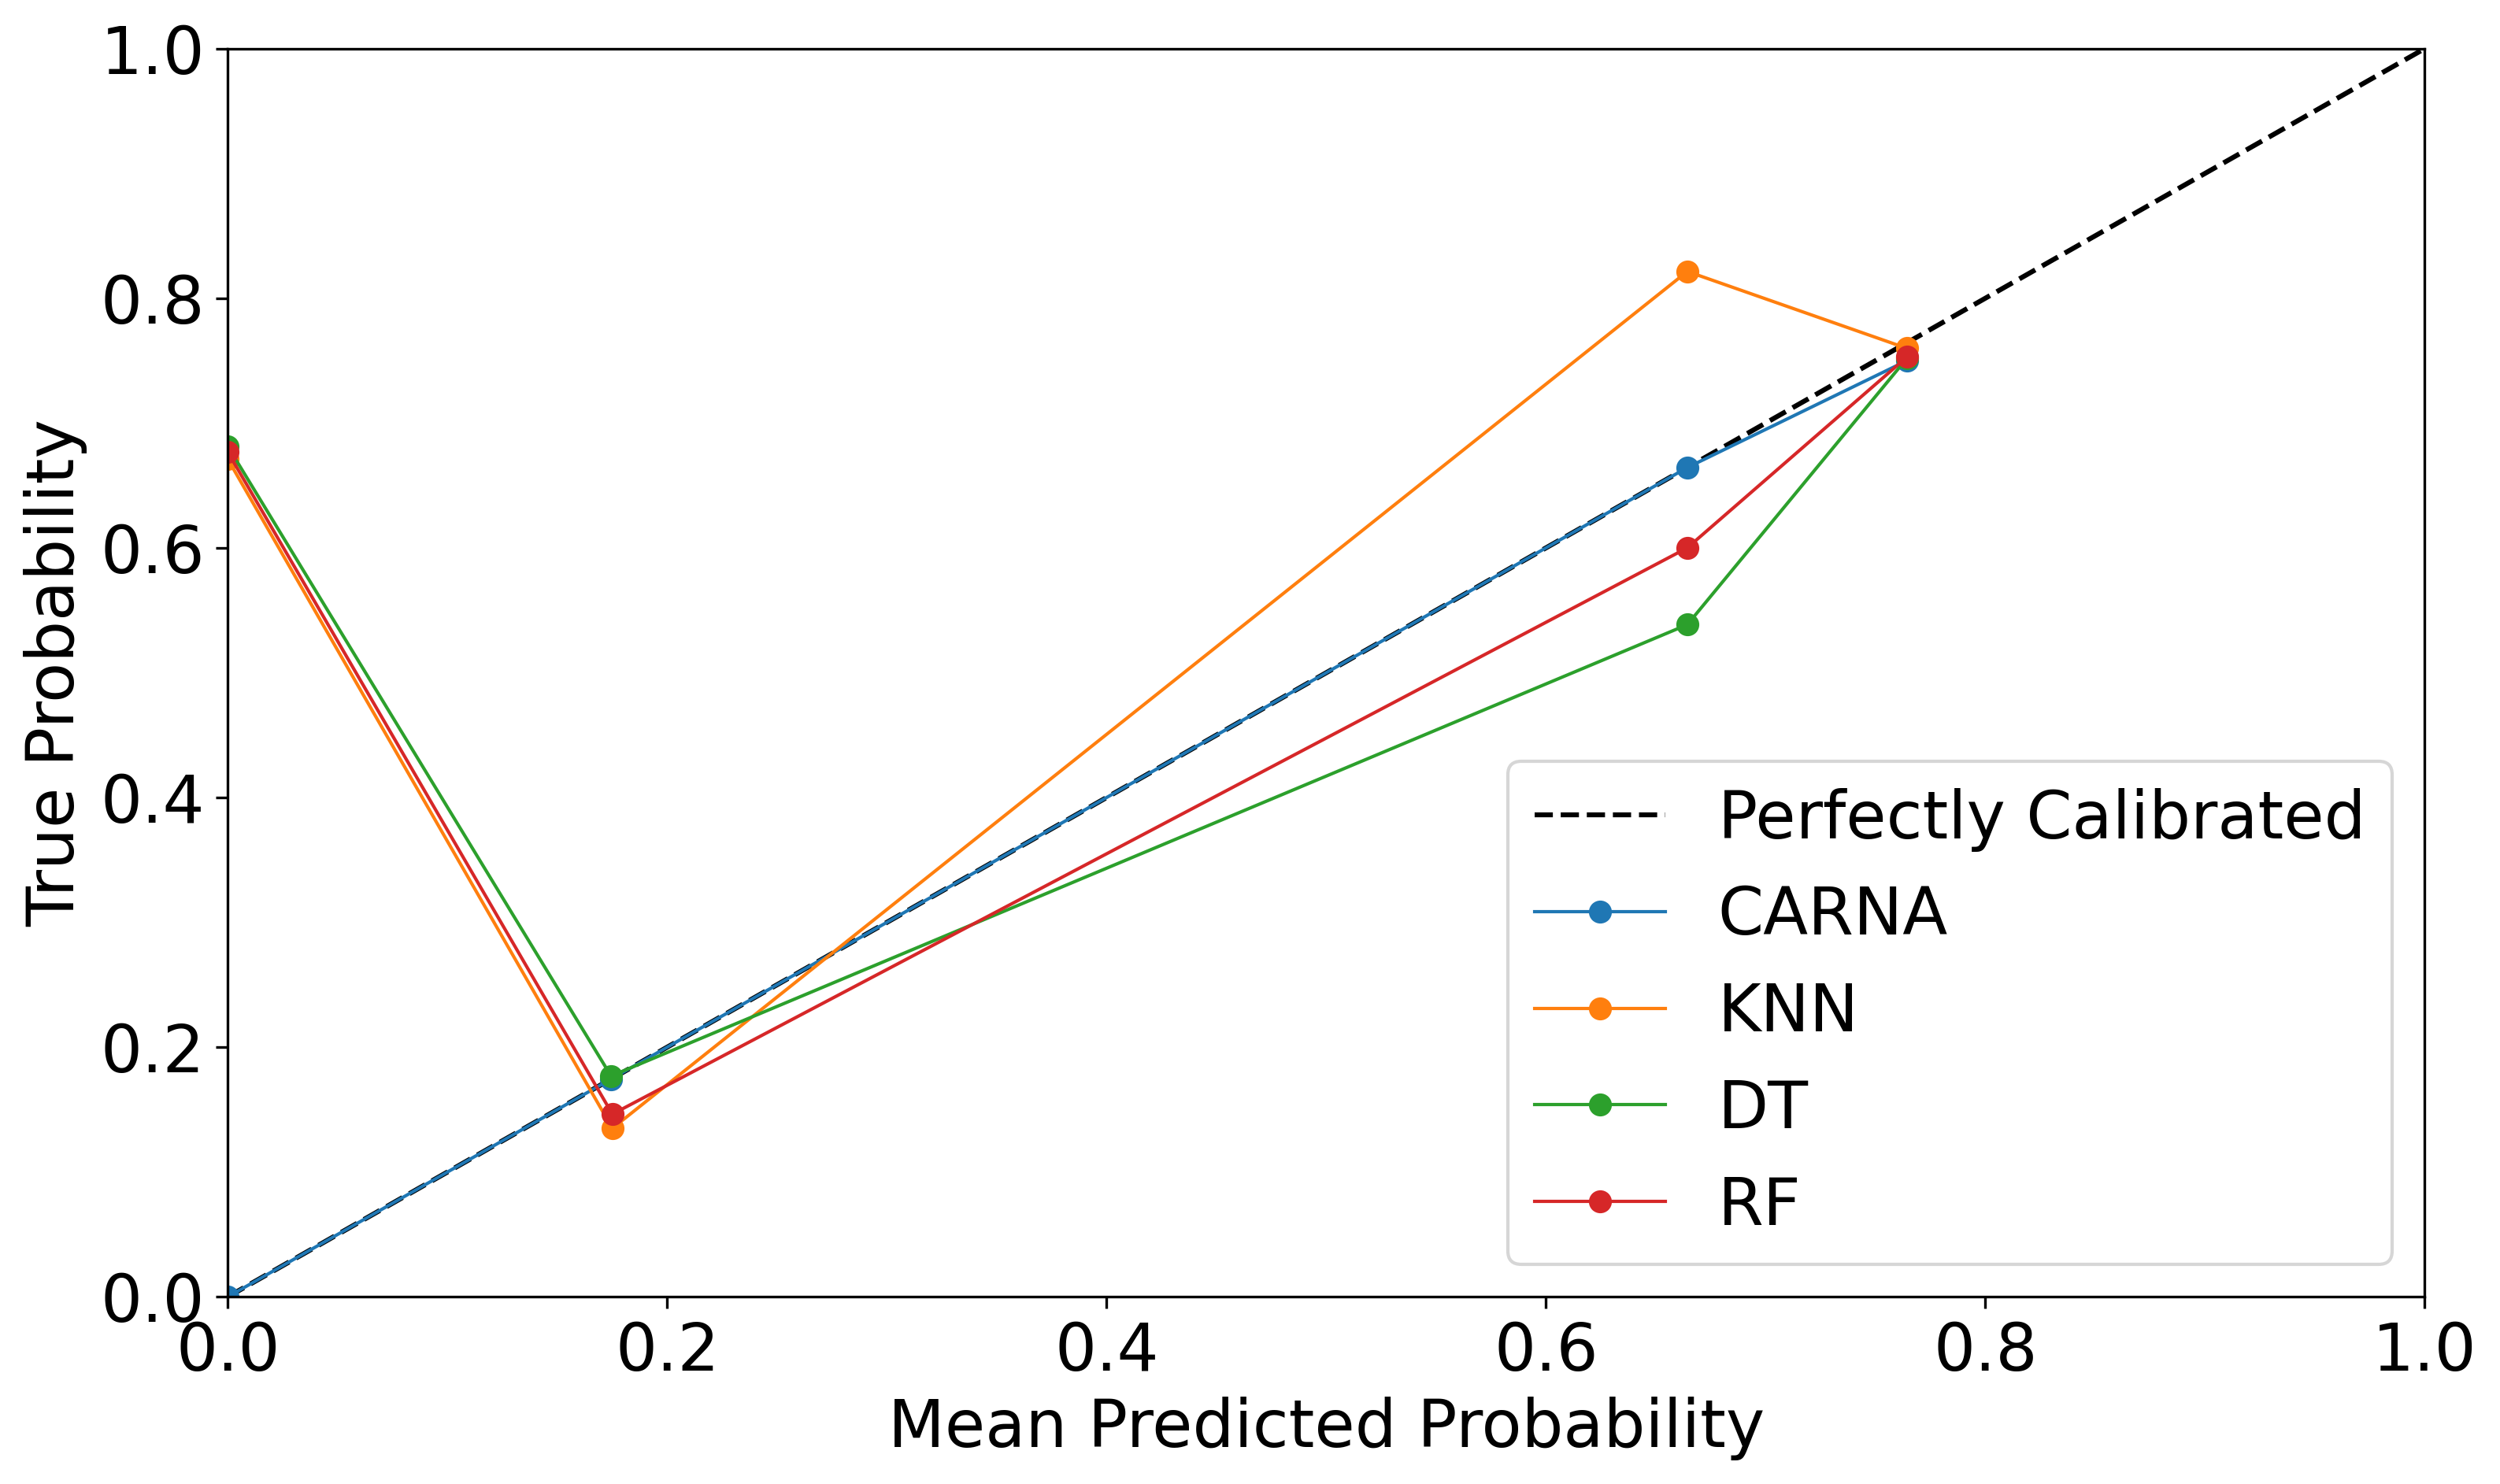 1.0
0.8
0.6
0.4
0.2
0.0
True Probability
0.0 0.2 0.4 0.6 0.8 1.0
Mean Predicted Probability
Perfectly Calibrated
CARNA
KNN
DT
RF